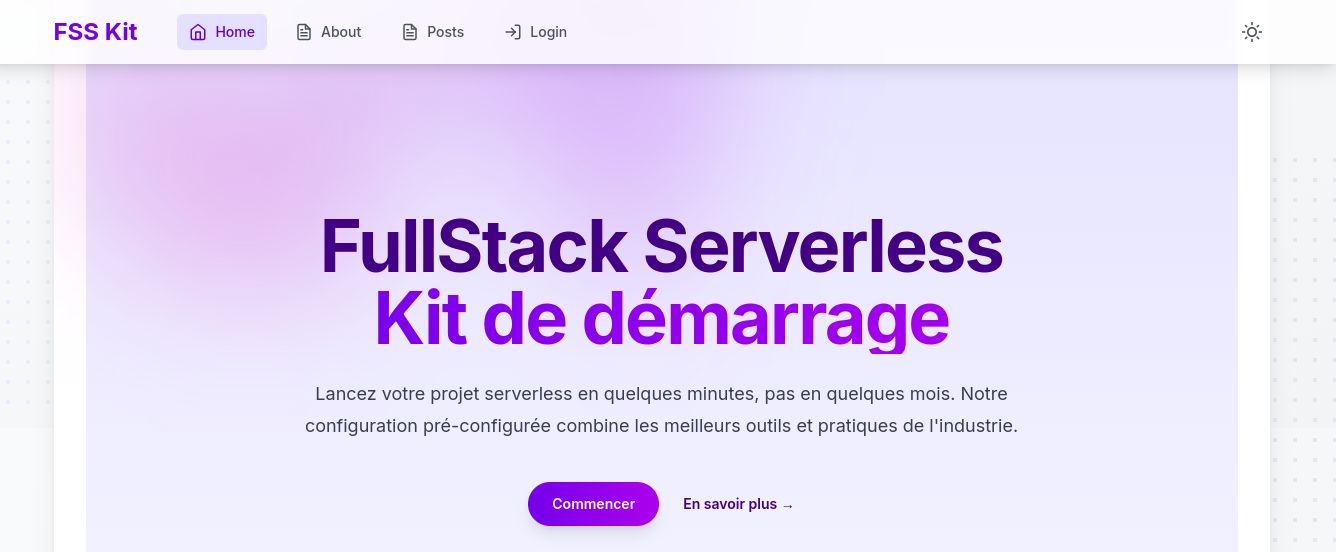 FSS Kit
Home
About
Posts
Login
FullStack Serverless
Kit de démarrage
Lancez votre projet serverless en quelques minutes, pas en quelques mois. Notre
configuration pré-configurée combine les meilleurs outils et pratiques de l'industrie.
Commencer
En savoir plus →